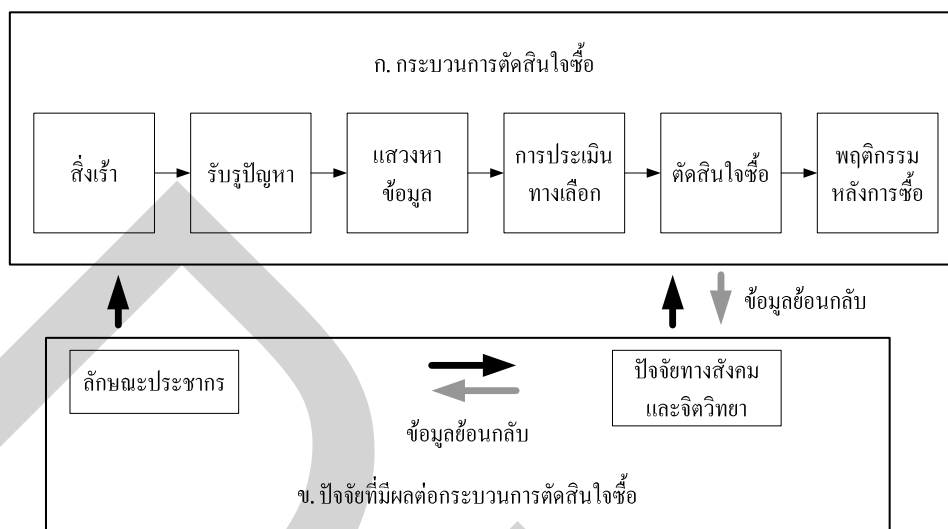 ก. กระบวนการตัดสินใจซื้อ
สิ่งเร้า
รับรูปัญหา
แสวงหา
ข้อมูล
การประเมิน
ทางเลือก
ตัดสินใจซื้อ
พฤติกรรม
หลังการซื้อ
ข้อมูลย้อนกลับ
ลักษณะประชากร
ปัจจัยทางสังคม
และจิตวิทยา
ข้อมูลย้อนกลับ
ข. ปัจจัยที่มีผลต่อกระบวนการตัดสินใจซื้อ